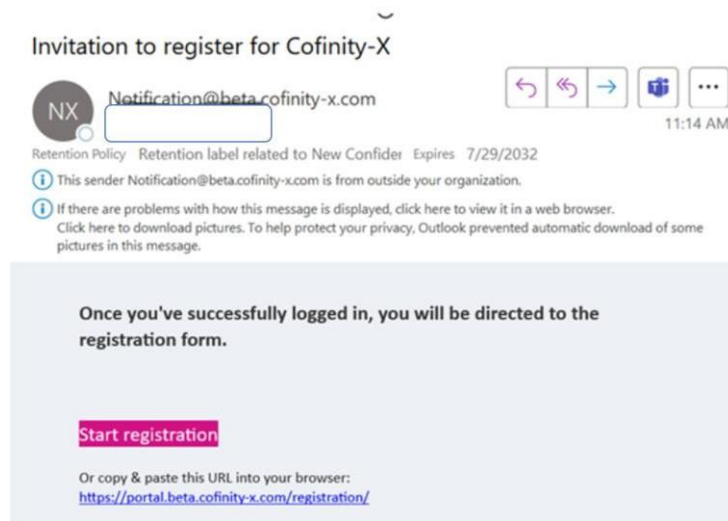 Invitation to register for Cofinity-X
NX
Notification@beta.cofinity-x.com
11:14 AM
Retention Policy Retention label related to New Confider Expires 7/29/2032
This sender Notification@beta.cofinity-x.com is from outside your organization.
If there are problems with how this message is displayed, click here to view it in a web browser.
Click here to download pictures. To help protect your privacy, Outlook prevented automatic download of some
pictures in this message.
Once you've successfully logged in, you will be directed to the
registration form.
Start registration
Or copy & paste this URL into your browser:
https://portal.beta.cofinity-x.com/registration/